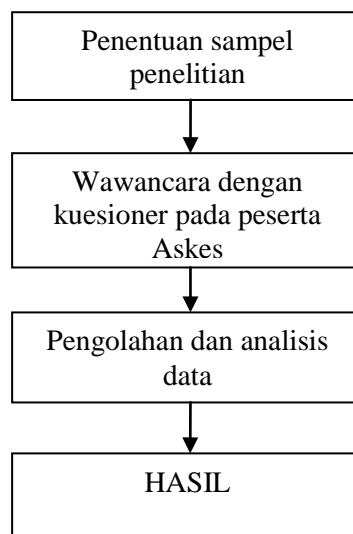 Penentuan sampel
penelitian
Wawancara dengan
kuesioner pada peserta
Askes
Pengolahan dan analisis
data
HASIL